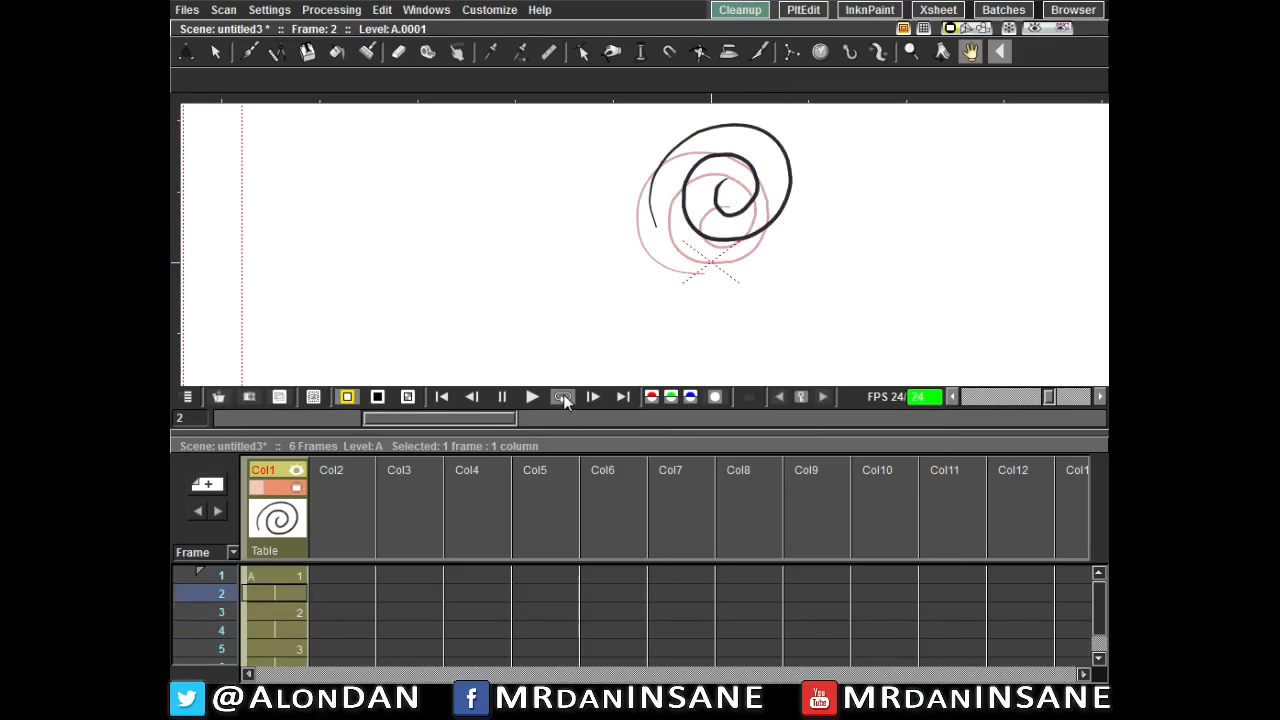 Files Scan Settings Processing Edit Windows Customize Help Cleanup PltEdit InknPaint Xsheet Batches Browser
Scene: untitled3 * :: Frame: 2 :: Level: A.0001
FPS 24/ 24
2
Scene: untitled3* :: 6 Frames Level: A Selected: 1 frame : 1 column
Col1 Col2 Col3 Col4 Col5 Col6 Col7 Col8 Col9 Col10 Col11 Col12 Col1
Frame Table
1 A 1
2
3 2
4
5 3
@AlonDAN MRDANINSANE You Tube MRDANINSANE